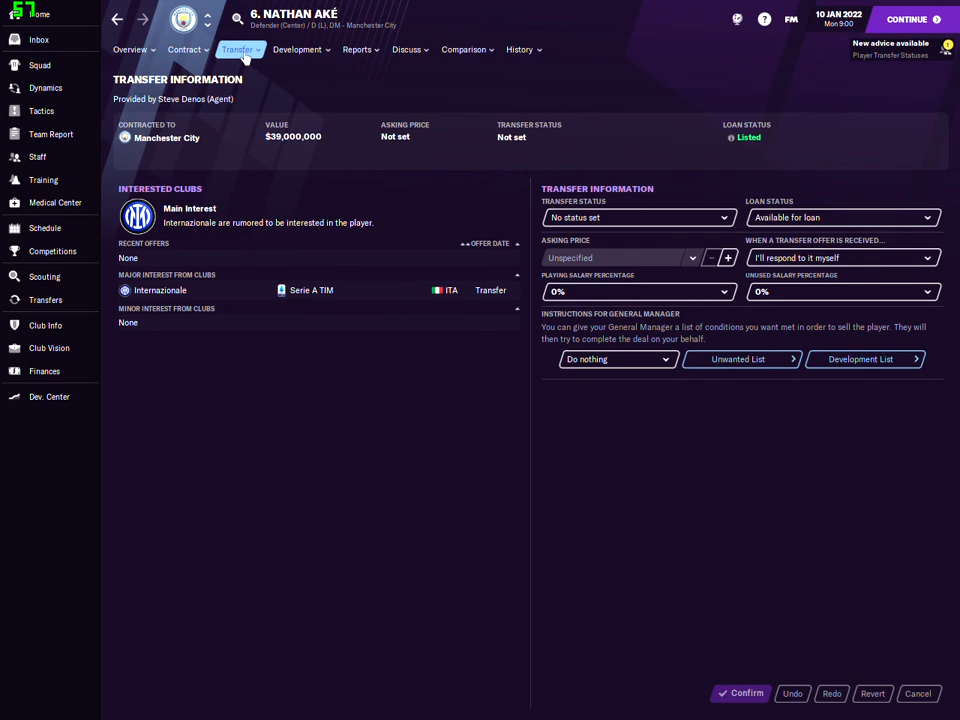 57
Home
6. NATHAN AKÉ
Defender (Center) / D (L), DM - Manchester City
FM
10 JAN 2022
Mon 9:00
CONTINUE
Overview
Contract
Transfer
Development
Reports
Discuss
Comparison
History
New advice available
Player Transfer Statuses
Inbox
Squad
Dynamics
Tactics
Team Report
Staff
Training
Medical Center
Schedule
Competitions
Scouting
Transfers
Club Info
Club Vision
Finances
Dev. Center
TRANSFER INFORMATION
Provided by Steve Denos (Agent)
CONTRACTED TO
Manchester City
VALUE
$39,000,000
ASKING PRICE
Not set
TRANSFER STATUS
Not set
LOAN STATUS
Listed
INTERESTED CLUBS
Main Interest
Internazionale are rumored to be interested in the player.
RECENT OFFERS OFFER DATE
None
MAJOR INTEREST FROM CLUBS
Internazionale Serie A TIM ITA Transfer
MINOR INTEREST FROM CLUBS
None
TRANSFER INFORMATION
TRANSFER STATUS
No status set
LOAN STATUS
Available for loan
ASKING PRICE
Unspecified
WHEN A TRANSFER OFFER IS RECEIVED...
I'll respond to it myself
PLAYING SALARY PERCENTAGE
0%
UNUSED SALARY PERCENTAGE
0%
INSTRUCTIONS FOR GENERAL MANAGER
You can give your General Manager a list of conditions you want met in order to sell the player. They will
then try to complete the deal on your behalf.
Do nothing
Unwanted List
Development List
Confirm
Undo
Redo
Revert
Cancel